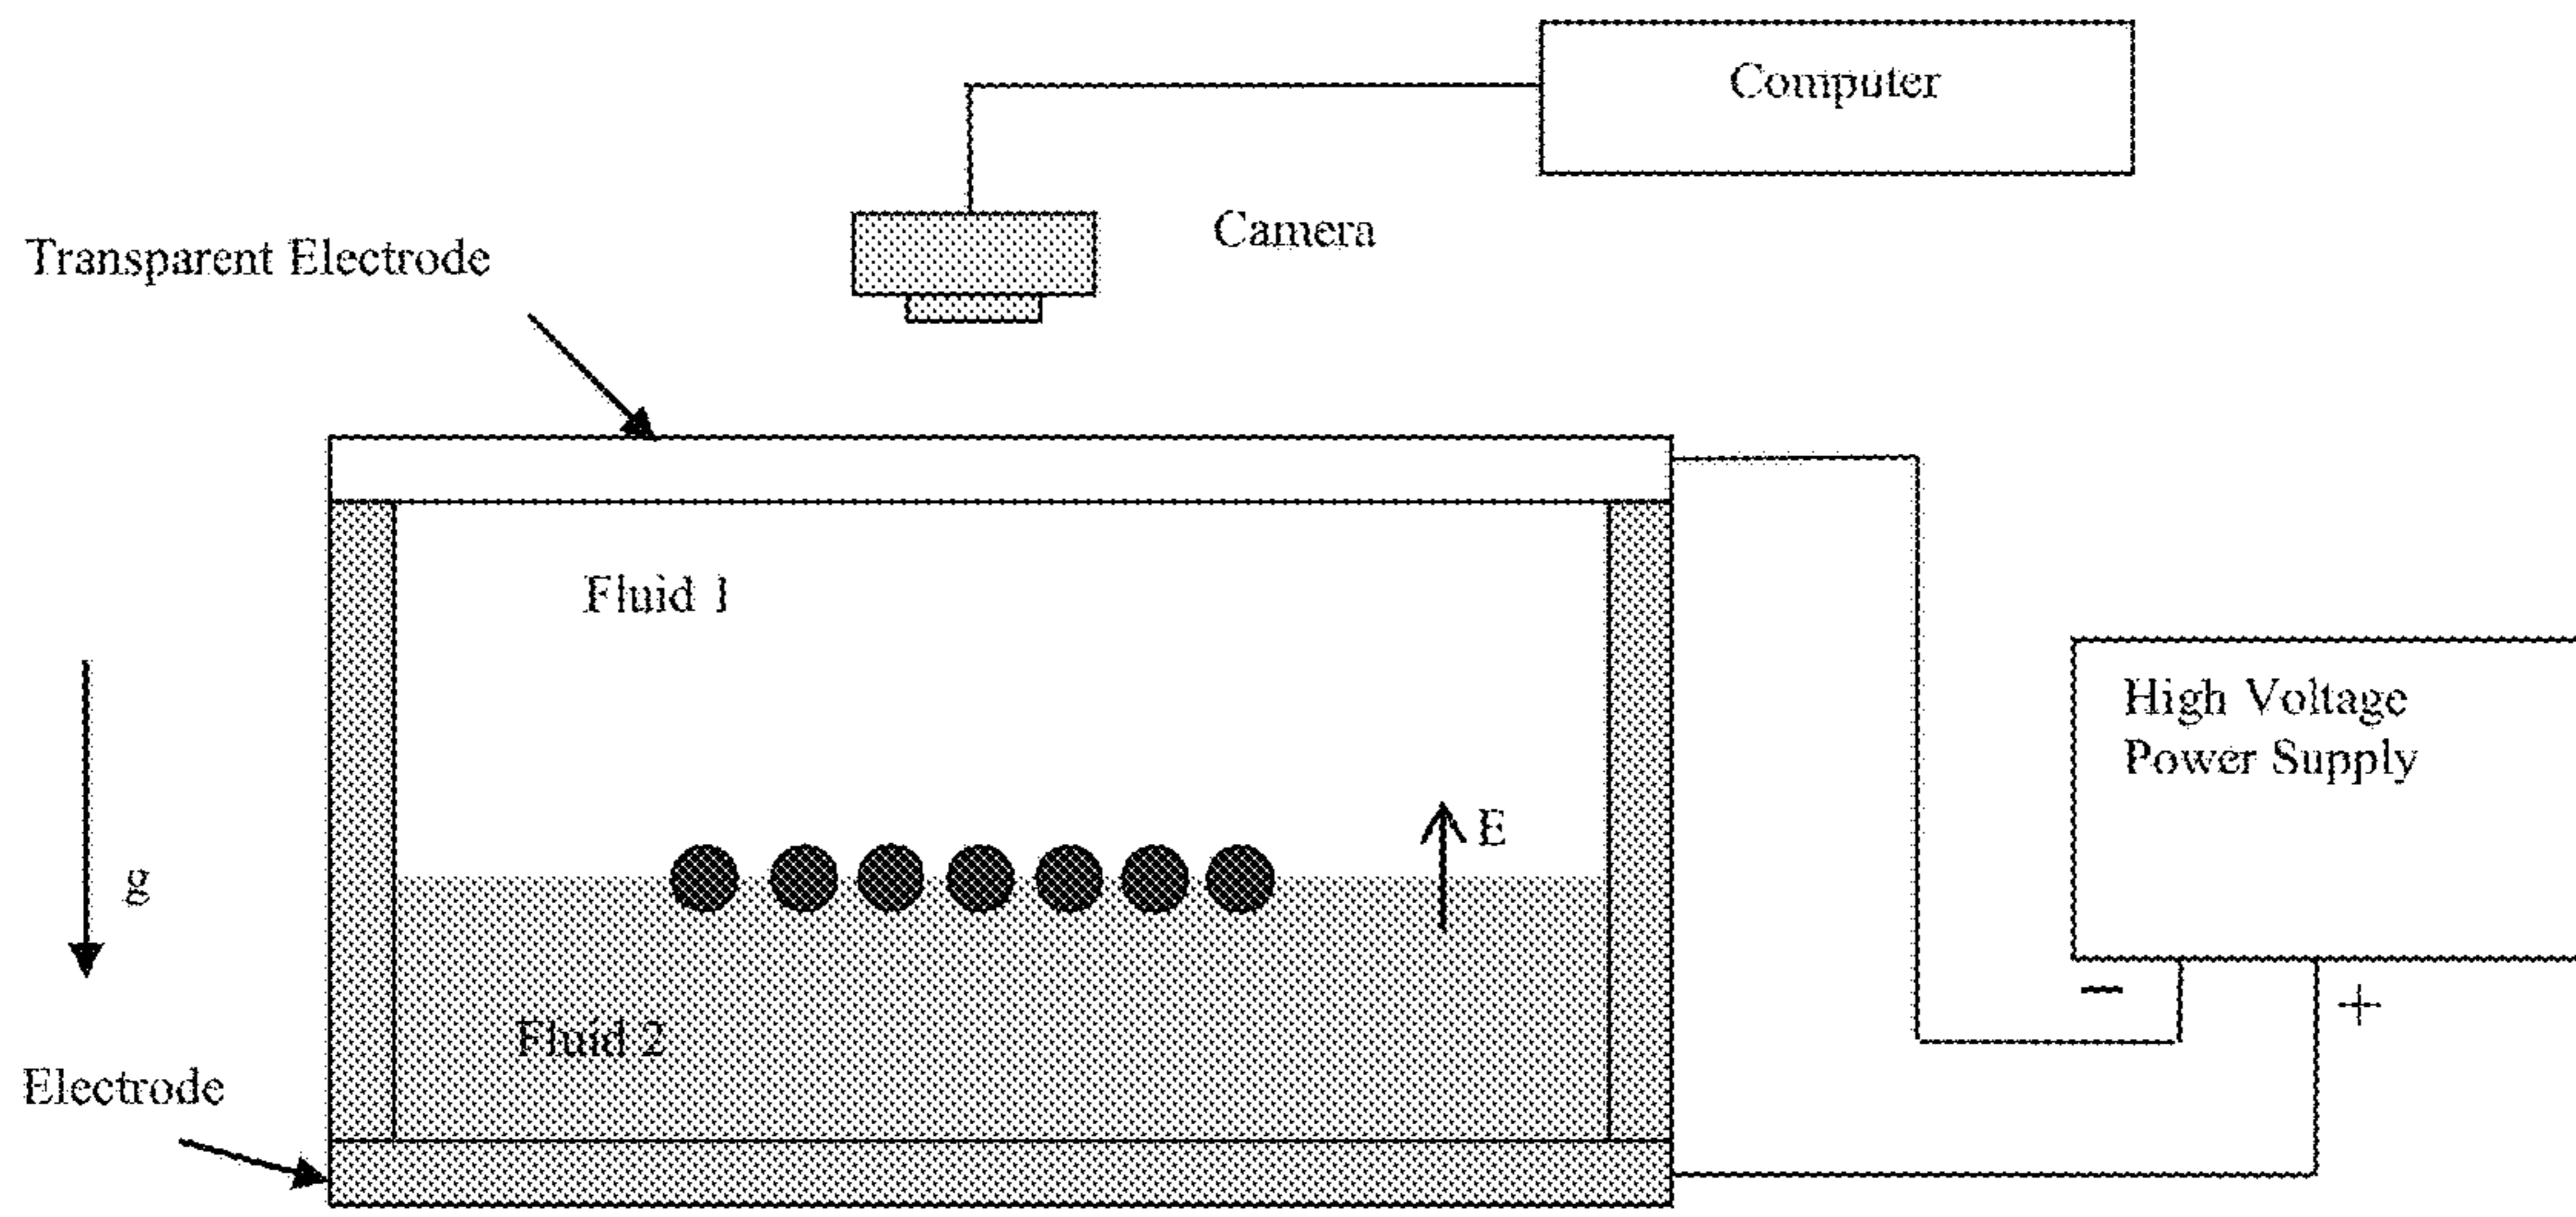 Computer
Camera
Transparent Electrode
Fluid 1
High Voltage
Power Supply
E
g
−
+
Fluid 2
Electrode